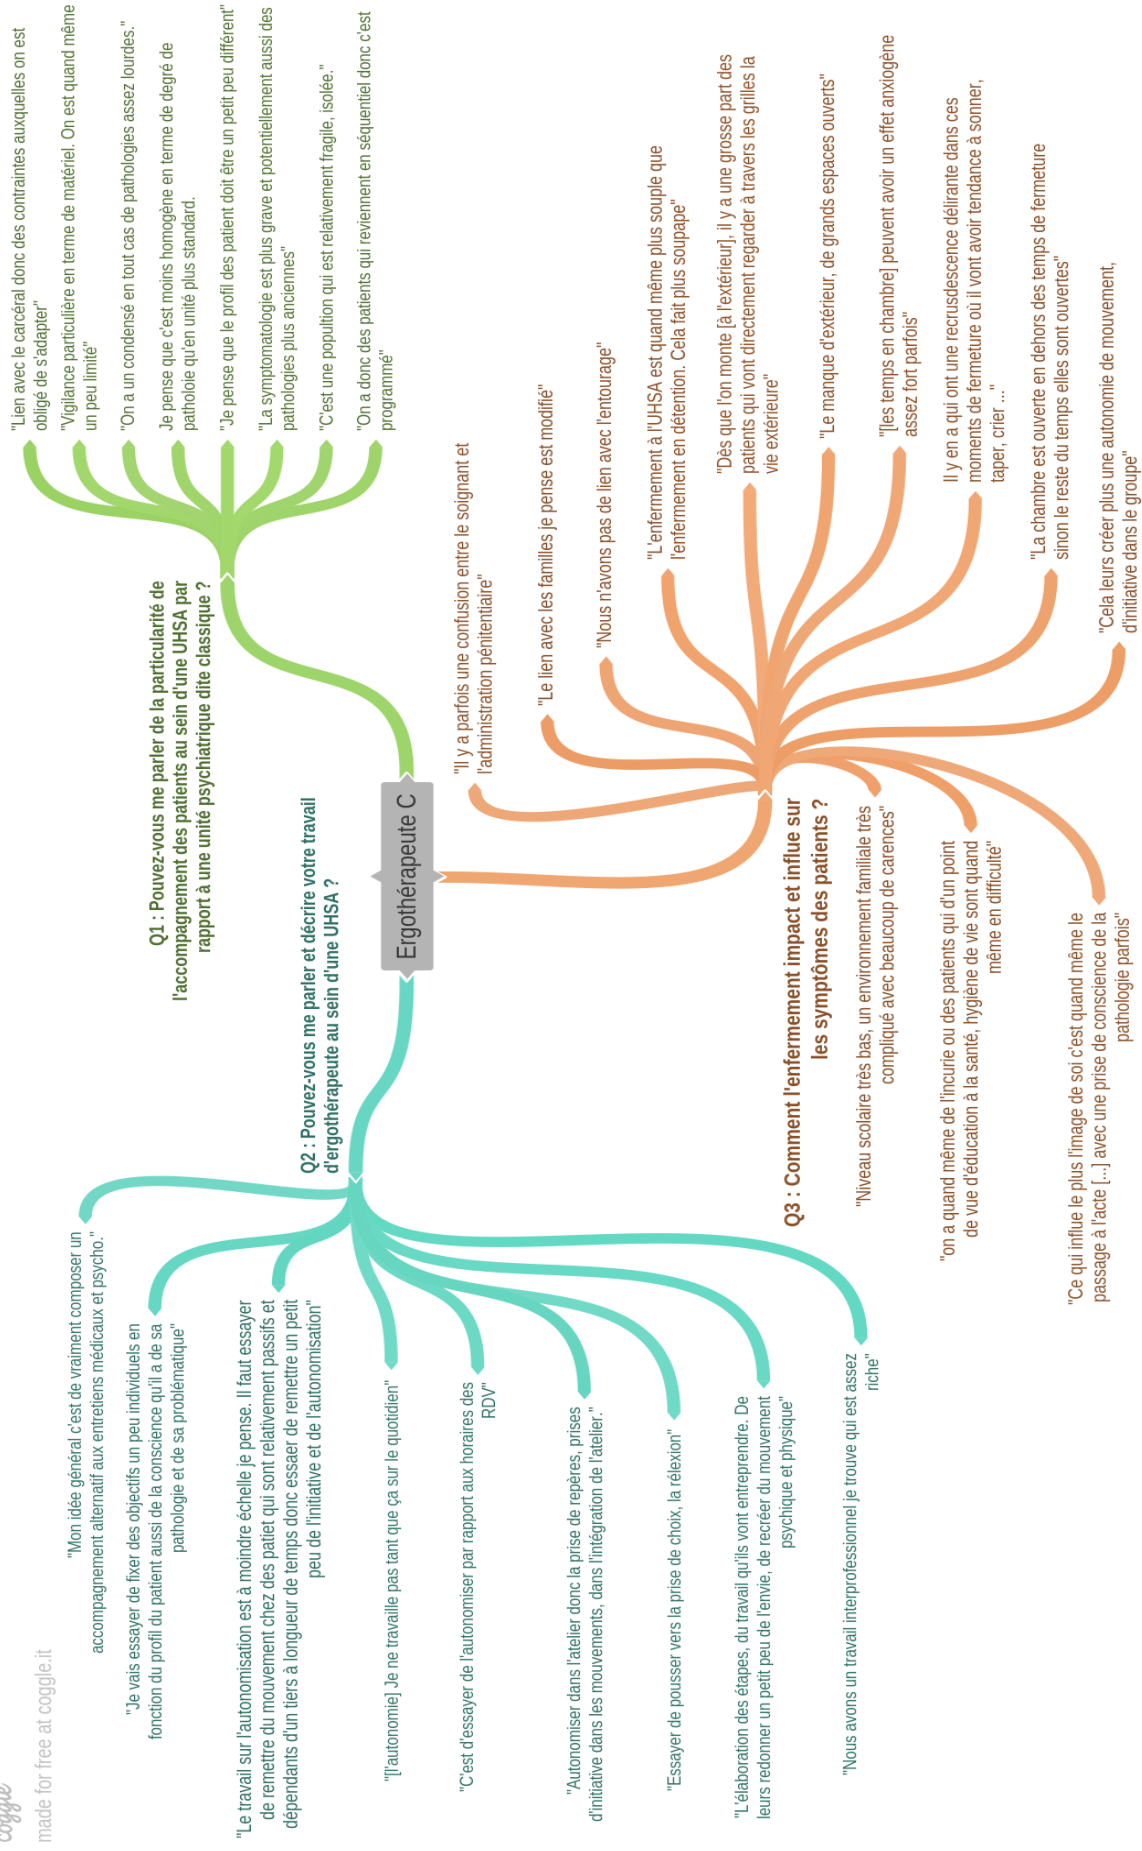 coggle
made for free at coggle.it
Ergothérapeute C
Q1 : Pouvez-vous me parler de la particularité de
l'accompagnement des patients au sein d'une UHSA par
rapport à une unité psychiatrique dite classique ?
"Lien avec le carcéral donc des contraintes auxquelles on est
obligé de s'adapter"
"Vigilance particulière en terme de matériel. On est quand même
un peu limité"
"On a un condensé en tout cas de pathologies assez lourdes."
Je pense que c'est moins homogène en terme de degré de
patholoie qu'en unité plus standard.
"Je pense que le profil des patient doit être un petit peu différent"
"La symptomatologie est plus grave et potentiellement aussi des
pathologies plus anciennes"
"C'est une popultion qui est relativement fragile, isolée."
"On a donc des patients qui reviennent en séquentiel donc c'est
programmé"
Q2 : Pouvez-vous me parler et décrire votre travail
d'ergothérapeute au sein d'une UHSA ?
"Mon idée général c'est de vraiment composer un
accompagnement alternatif aux entretiens médicaux et psycho."
"Je vais essayer de fixer des objectifs un peu individuels en
fonction du profil du patient aussi de la conscience qu'il a de sa
pathologie et de sa problématique"
"Le travail sur l'autonomisation est à moindre échelle je pense. Il faut essayer
de remettre du mouvement chez des patiet qui sont relativement passifs et
dépendants d'un tiers à longueur de temps donc essaer de remettre un petit
peu de l'initiative et de l'autonomisation"
"[l'autonomie] Je ne travaille pas tant que ça sur le quotidien"
"C'est d'essayer de l'autonomiser par rapport aux horaires des
RDV"
"Autonomiser dans l'atelier donc la prise de repères, prises
d'initiative dans les mouvements, dans l'intégration de l'atelier."
"Essayer de pousser vers la prise de choix, la rélexion"
"L'élaboration des étapes, du travail qu'ils vont entreprendre. De
leurs redonner un petit peu de l'envie, de recréer du mouvement
psychique et physique"
"Nous avons un travail interprofessionnel je trouve qui est assez
riche"
Q3 : Comment l'enfermement impact et influe sur
les symptômes des patients ?
"Il y a parfois une confusion entre le soignant et
l'administration pénitentiaire"
"Le lien avec les familles je pense est modifié"
"Nous n'avons pas de lien avec l'entourage"
"L'enfermement à l'UHSA est quand même plus souple que
l'enfermement en détention. Cela fait plus soupape"
"Dès que l'on monte [à l'extérieur], il y a une grosse part des
patients qui vont directement regarder à travers les grilles la
vie extérieure"
"Le manque d'extérieur, de grands espaces ouverts"
"[les temps en chambre] peuvent avoir un effet anxiogène
assez fort parfois"
Il y en a qui ont une recrusdescence délirante dans ces
moments de fermeture où il vont avoir tendance à sonner,
taper, crier ..."
"La chambre est ouverte en dehors des temps de fermeture
sinon le reste du temps elles sont ouvertes"
"Cela leurs créer plus une autonomie de mouvement,
d'initiative dans le groupe"
"Niveau scolaire très bas, un environnement familiale très
compliqué avec beaucoup de carences"
"on a quand même de l'incurie ou des patients qui d'un point
de vue d'éducation à la santé, hygiène de vie sont quand
même en difficulté"
"Ce qui influe le plus l'image de soi c'est quand même le
passage à l'acte [...] avec une prise de conscience de la
pathologie parfois"